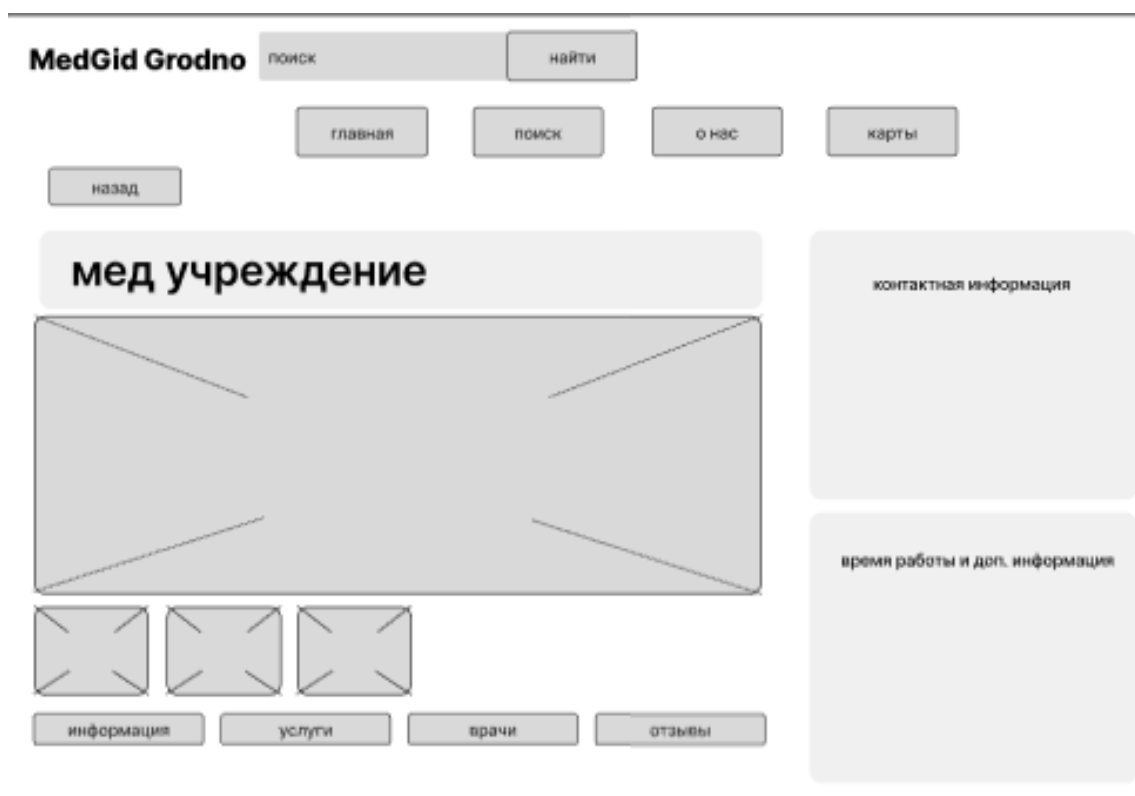 MedGid Grodno поиск найти
главная поиск о нас карты
назад
мед учреждение
контактная информация
время работы и доп. информация
информация услуги врачи отзывы